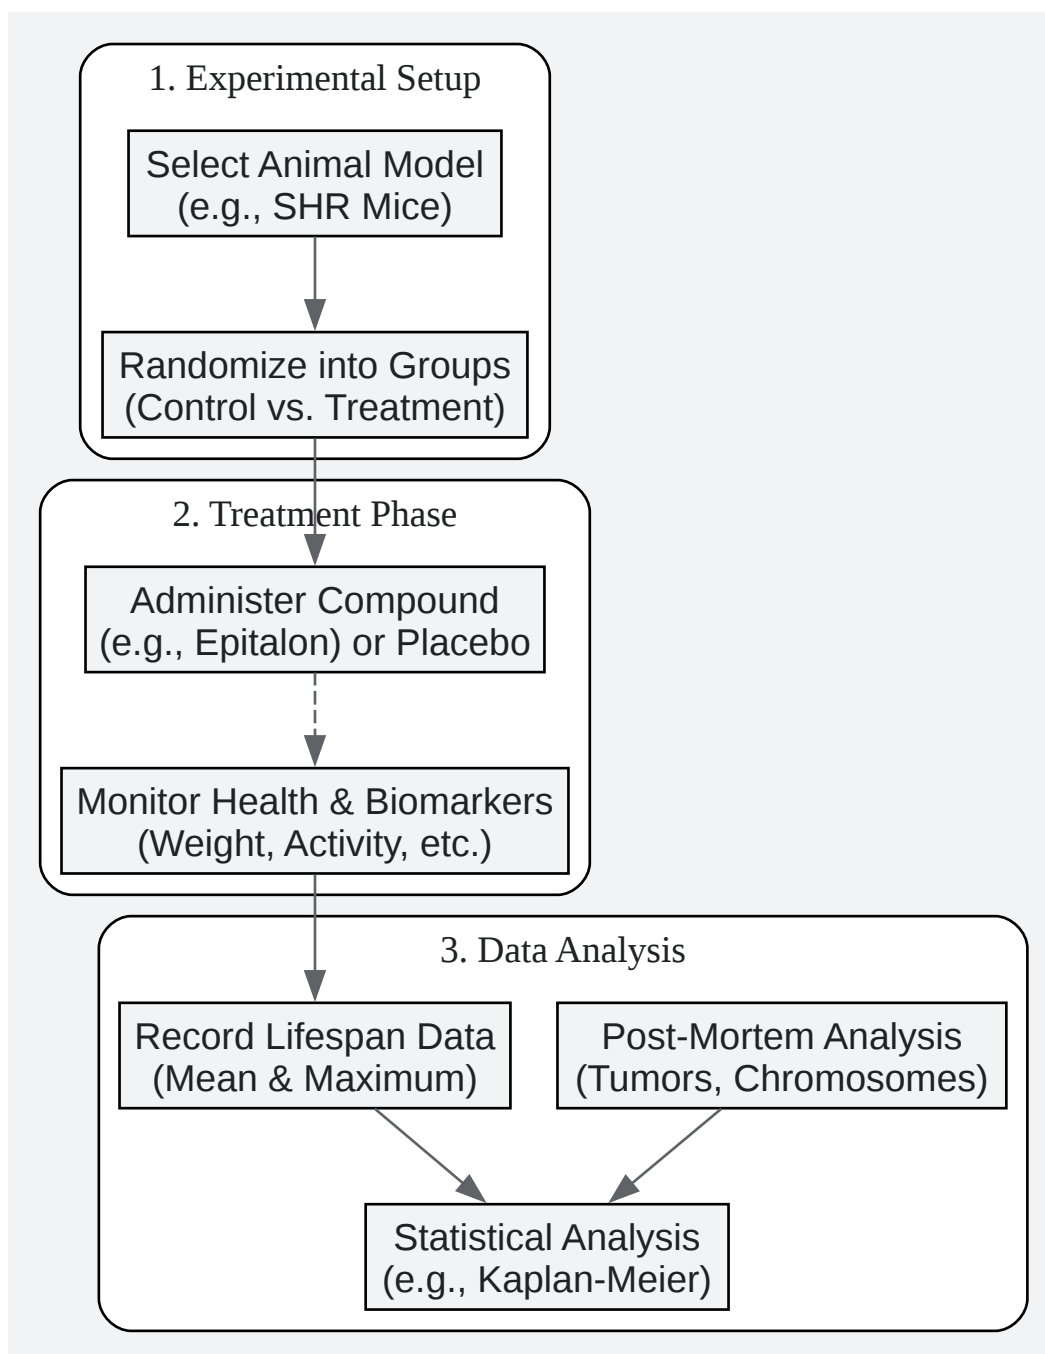 1. Experimental Setup
Select Animal Model
(e.g., SHR Mice)
Randomize into Groups
(Control vs. Treatment)
2. Treatment Phase
Administer Compound
(e.g., Epitalon) or Placebo
Monitor Health & Biomarkers
(Weight, Activity, etc.)
3. Data Analysis
Record Lifespan Data
(Mean & Maximum)
Post-Mortem Analysis
(Tumors, Chromosomes)
Statistical Analysis
(e.g., Kaplan-Meier)